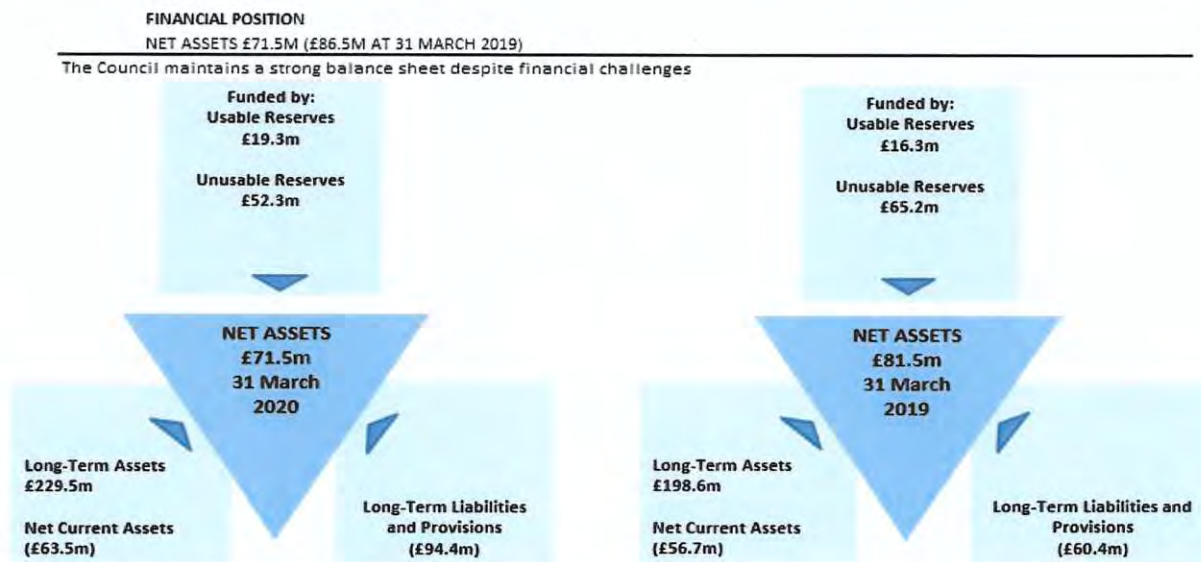 FINANCIAL POSITION
NET ASSETS £71.5M (£86.5M AT 31 MARCH 2019)
The Council maintains a strong balance sheet despite financial challenges
Funded by:
Usable Reserves
£19.3m
Unusable Reserves
£52.3m
NET ASSETS
£71.5m
31 March
2020
Long-Term Assets
£229.5m
Net Current Assets
(£63.5m)
Long-Term Liabilities
and Provisions
(£94.4m)
Funded by:
Usable Reserves
£16.3m
Unusable Reserves
£65.2m
NET ASSETS
£81.5m
31 March
2019
Long-Term Assets
£198.6m
Net Current Assets
(£56.7m)
Long-Term Liabilities and
Provisions
(£60.4m)